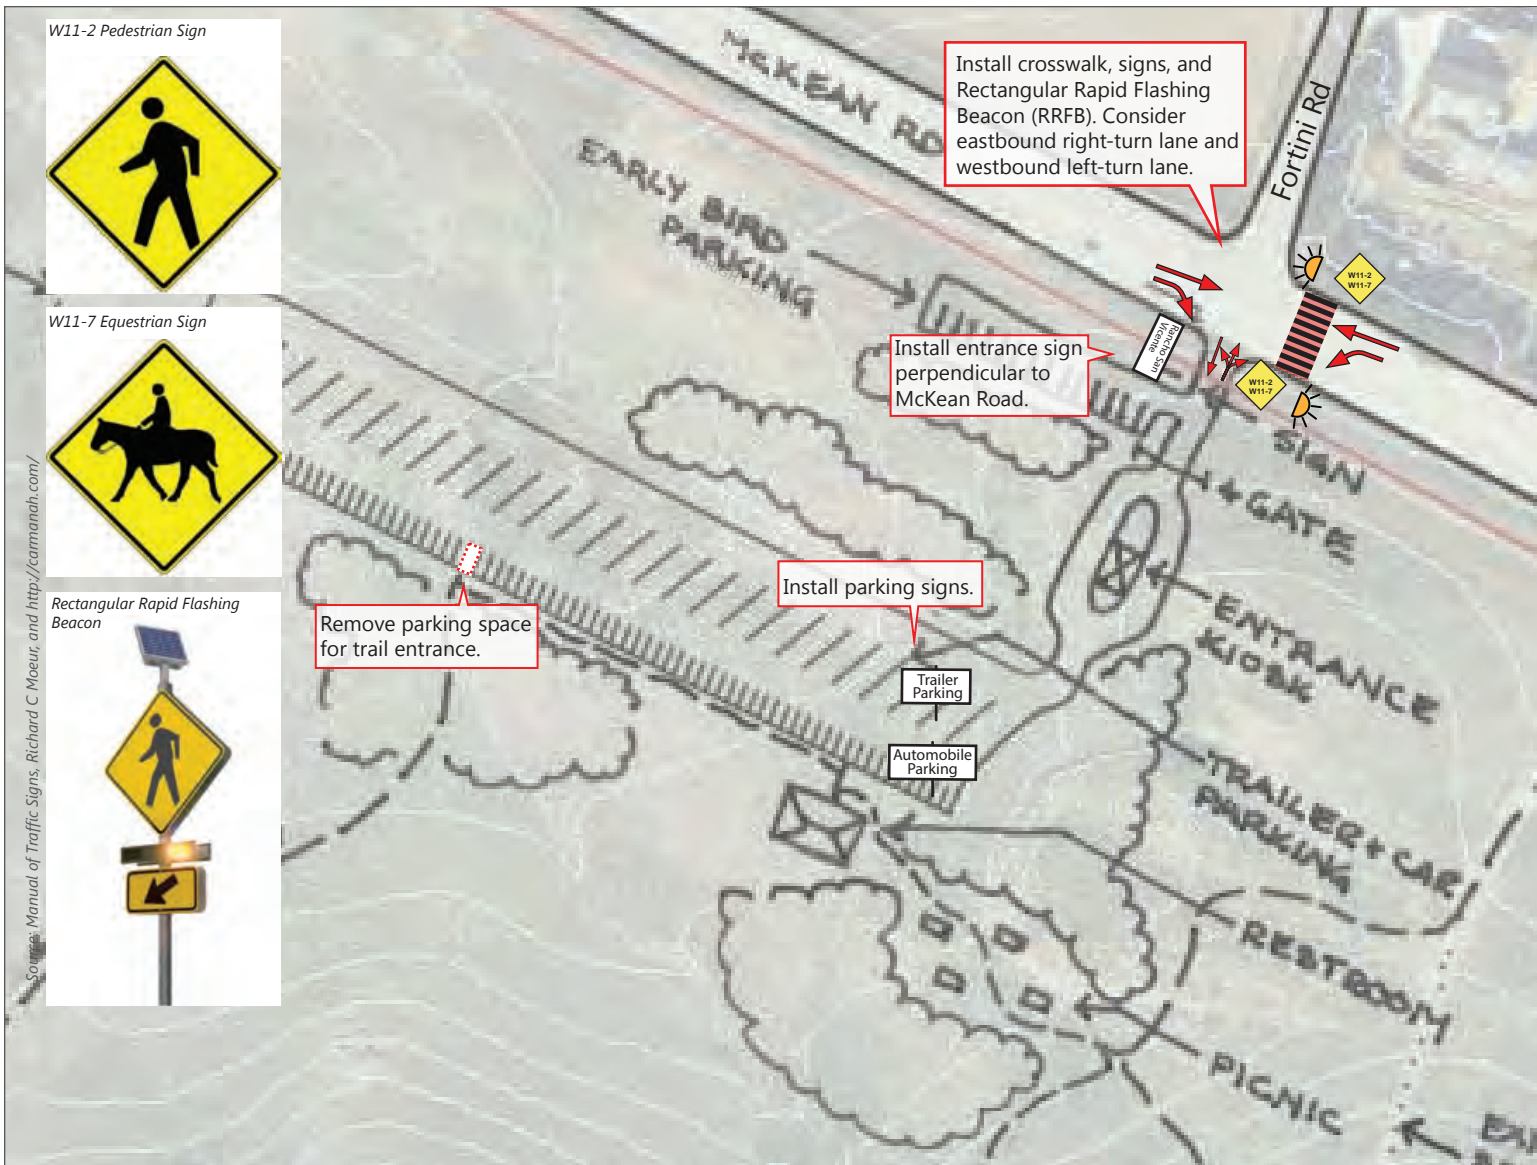 W11-2 Pedestrian Sign
W11-7 Equestrian Sign
Rectangular Rapid Flashing
Beacon
Source: Manual of Traffic Signs, Richard C Moeur, and http://carmanah.com/
McKEAN RD
Install crosswalk, signs, and
Rectangular Rapid Flashing
Beacon (RRFB). Consider
eastbound right-turn lane and
westbound left-turn lane.
Fortini Rd
EARLY BIRD
PARKING
W11-2
W11-7
Rancho San
Vicente
Install entrance sign
perpendicular to
McKean Road.
W11-2
W11-7
SIGN
+ GATE
ENTRANCE
KIOSK
Install parking signs.
Remove parking space
for trail entrance.
Trailer
Parking
Automobile
Parking
TRAILER + CAR
PARKING
RESTROOM
PICNIC